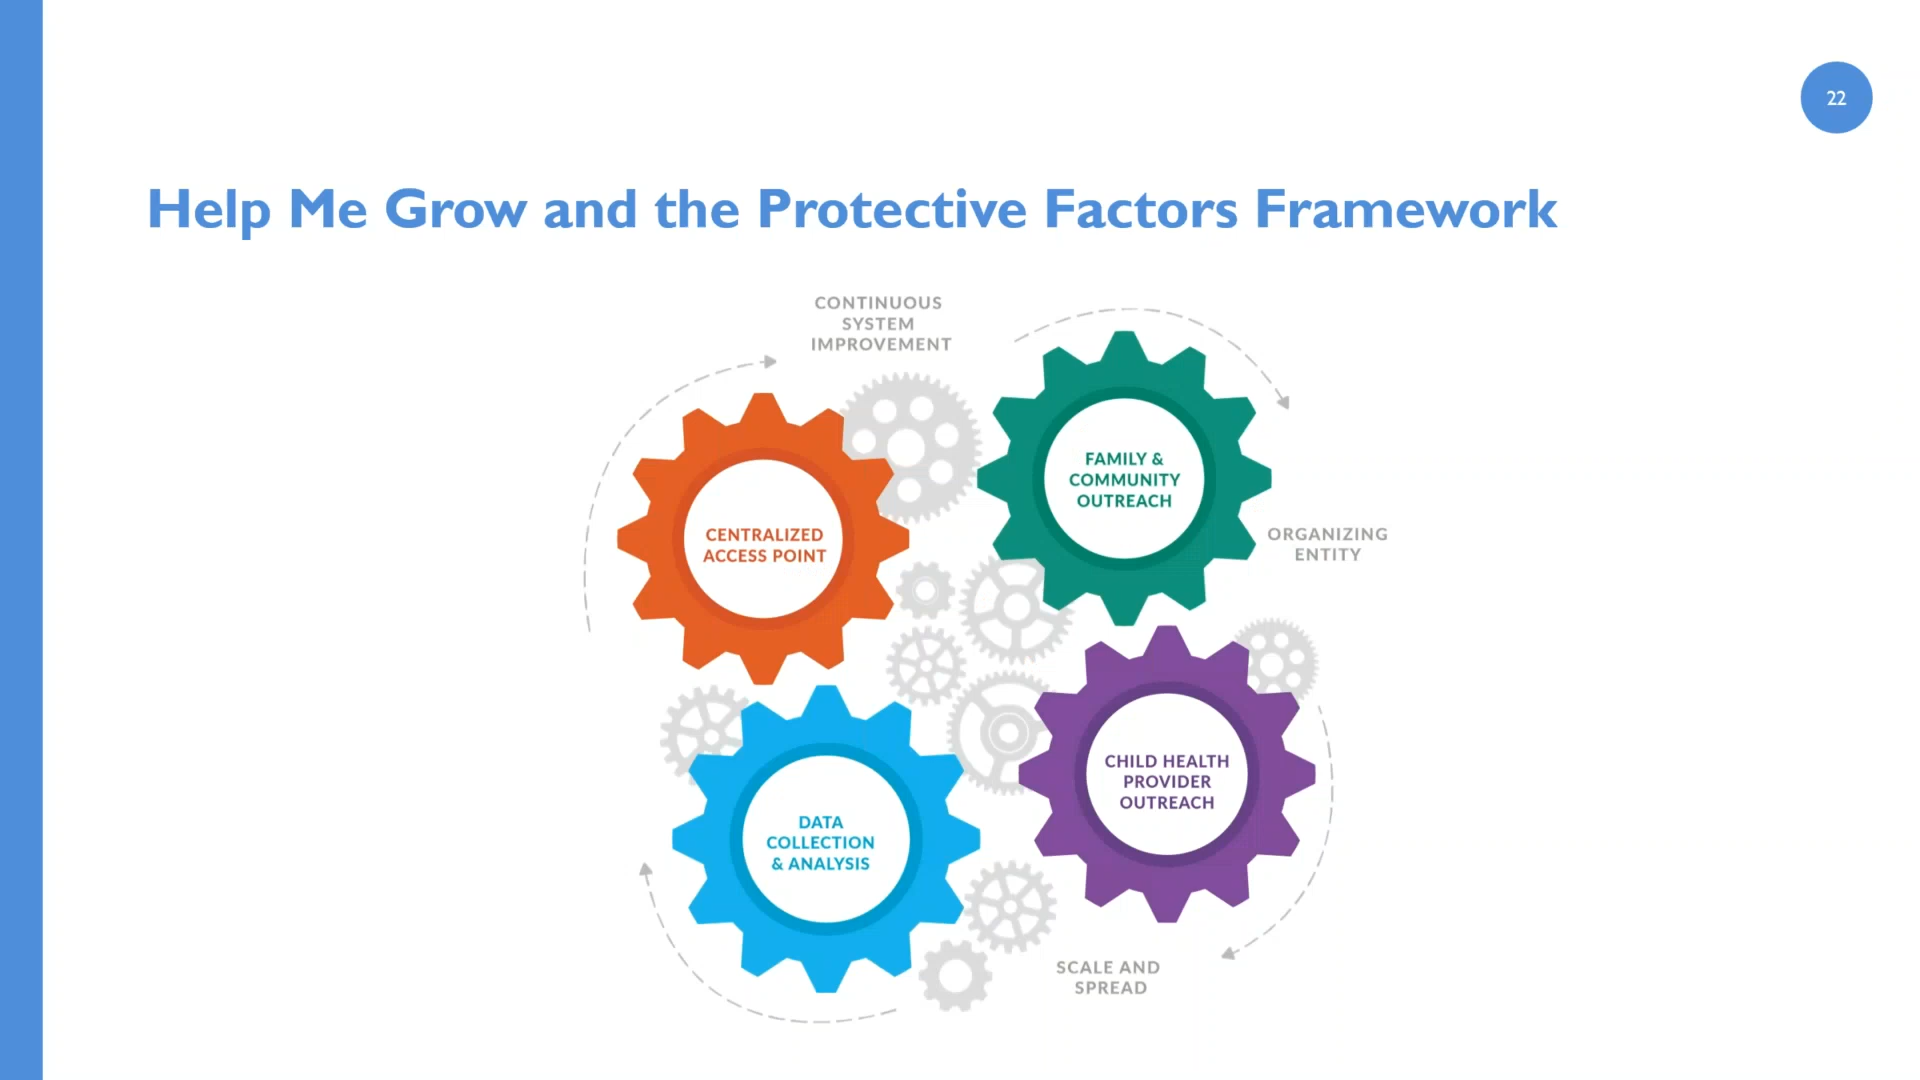 22
Help Me Grow and the Protective Factors Framework
CONTINUOUS
SYSTEM
IMPROVEMENT
FAMILY &
COMMUNITY
OUTREACH
CENTRALIZED
ACCESS POINT
ORGANIZING
ENTITY
CHILD HEALTH
PROVIDER
OUTREACH
DATA
COLLECTION
& ANALYSIS
SCALE AND
SPREAD